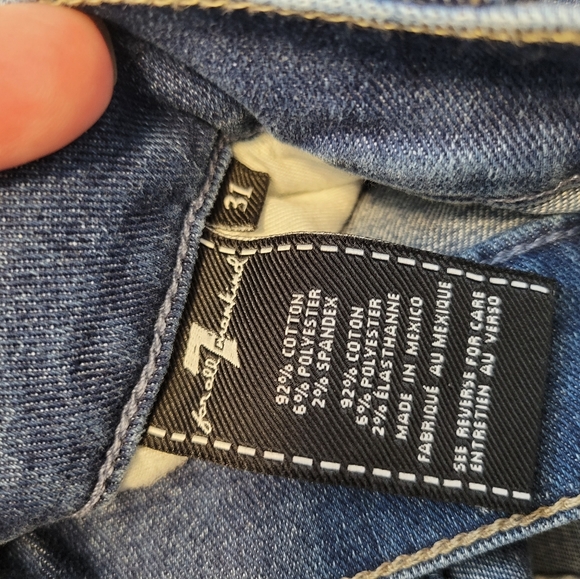 31
7
for all mankind
92% COTTON
6% POLYESTER
2% SPANDEX
92% COTON
6% POLYESTER
2% ÉLASTHANNE
MADE IN MEXICO
FABRIQUÉ AU MEXIQUE
SEE REVERSE FOR CARE
ENTRETIEN AU VERSO